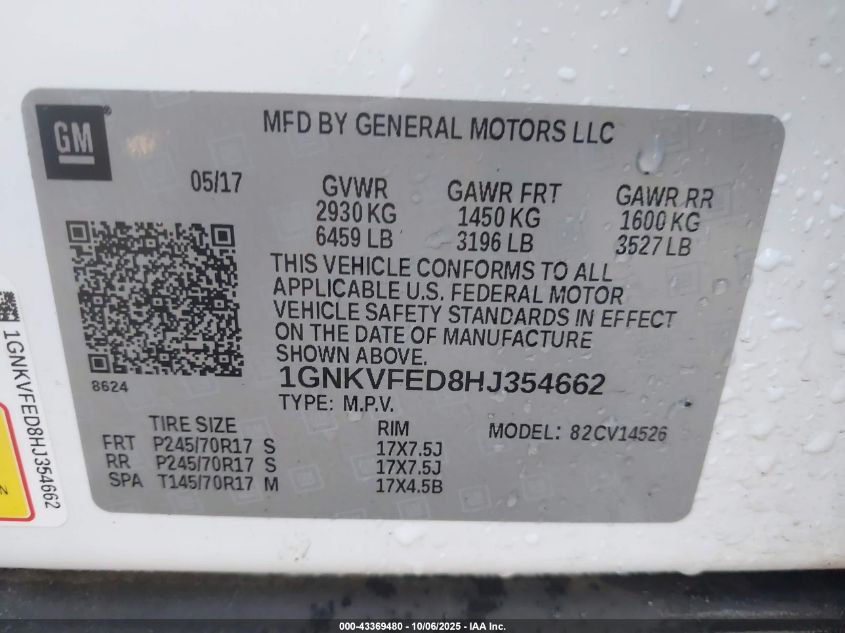 GM
MFD BY GENERAL MOTORS LLC
05/17
GVWR GAWR FRT GAWR RR
2930 KG 1450 KG 1600 KG
6459 LB 3196 LB 3527 LB
THIS VEHICLE CONFORMS TO ALL
APPLICABLE U.S. FEDERAL MOTOR
VEHICLE SAFETY STANDARDS IN EFFECT
ON THE DATE OF MANUFACTURE
SHOWN ABOVE.
8624
1GNKVFED8HJ354662
TYPE: M.P.V.
TIRE SIZE RIM MODEL: 82CV14526
FRT P245/70R17 S 17X7.5J
RR P245/70R17 S 17X7.5J
SPA T145/70R17 M 17X4.5B
1GNKVFED8HJ354662
000-43369480 - 10/06/2025 - IAA Inc.